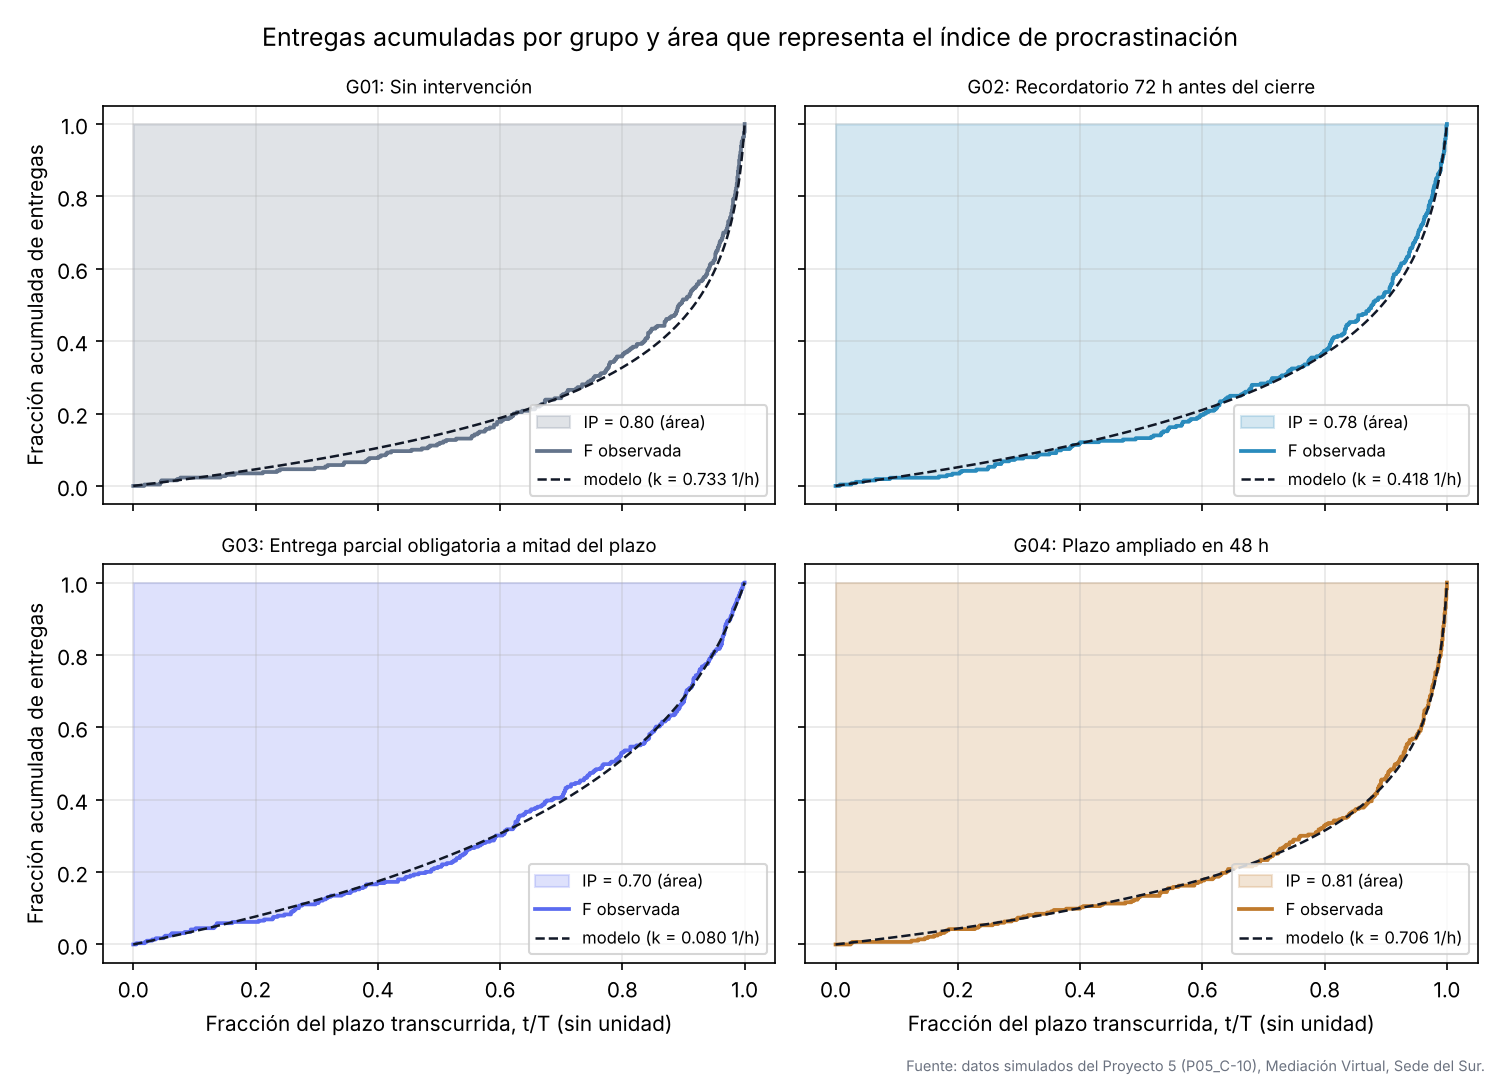 Entregas acumuladas por grupo y área que representa el índice de procrastinación
G01: Sin intervención
Fracción acumulada de entregas
1.0
0.8
0.6
0.4
0.2
0.0
IP = 0.80 (área)
F observada
modelo (k = 0.733 1/h)
G02: Recordatorio 72 h antes del cierre
IP = 0.78 (área)
F observada
modelo (k = 0.418 1/h)
G03: Entrega parcial obligatoria a mitad del plazo
Fracción acumulada de entregas
1.0
0.8
0.6
0.4
0.2
0.0
IP = 0.70 (área)
F observada
modelo (k = 0.080 1/h)
0.0 0.2 0.4 0.6 0.8 1.0
Fracción del plazo transcurrida, t/T (sin unidad)
G04: Plazo ampliado en 48 h
IP = 0.81 (área)
F observada
modelo (k = 0.706 1/h)
0.0 0.2 0.4 0.6 0.8 1.0
Fracción del plazo transcurrida, t/T (sin unidad)
Fuente: datos simulados del Proyecto 5 (P05_C-10), Mediación Virtual, Sede del Sur.